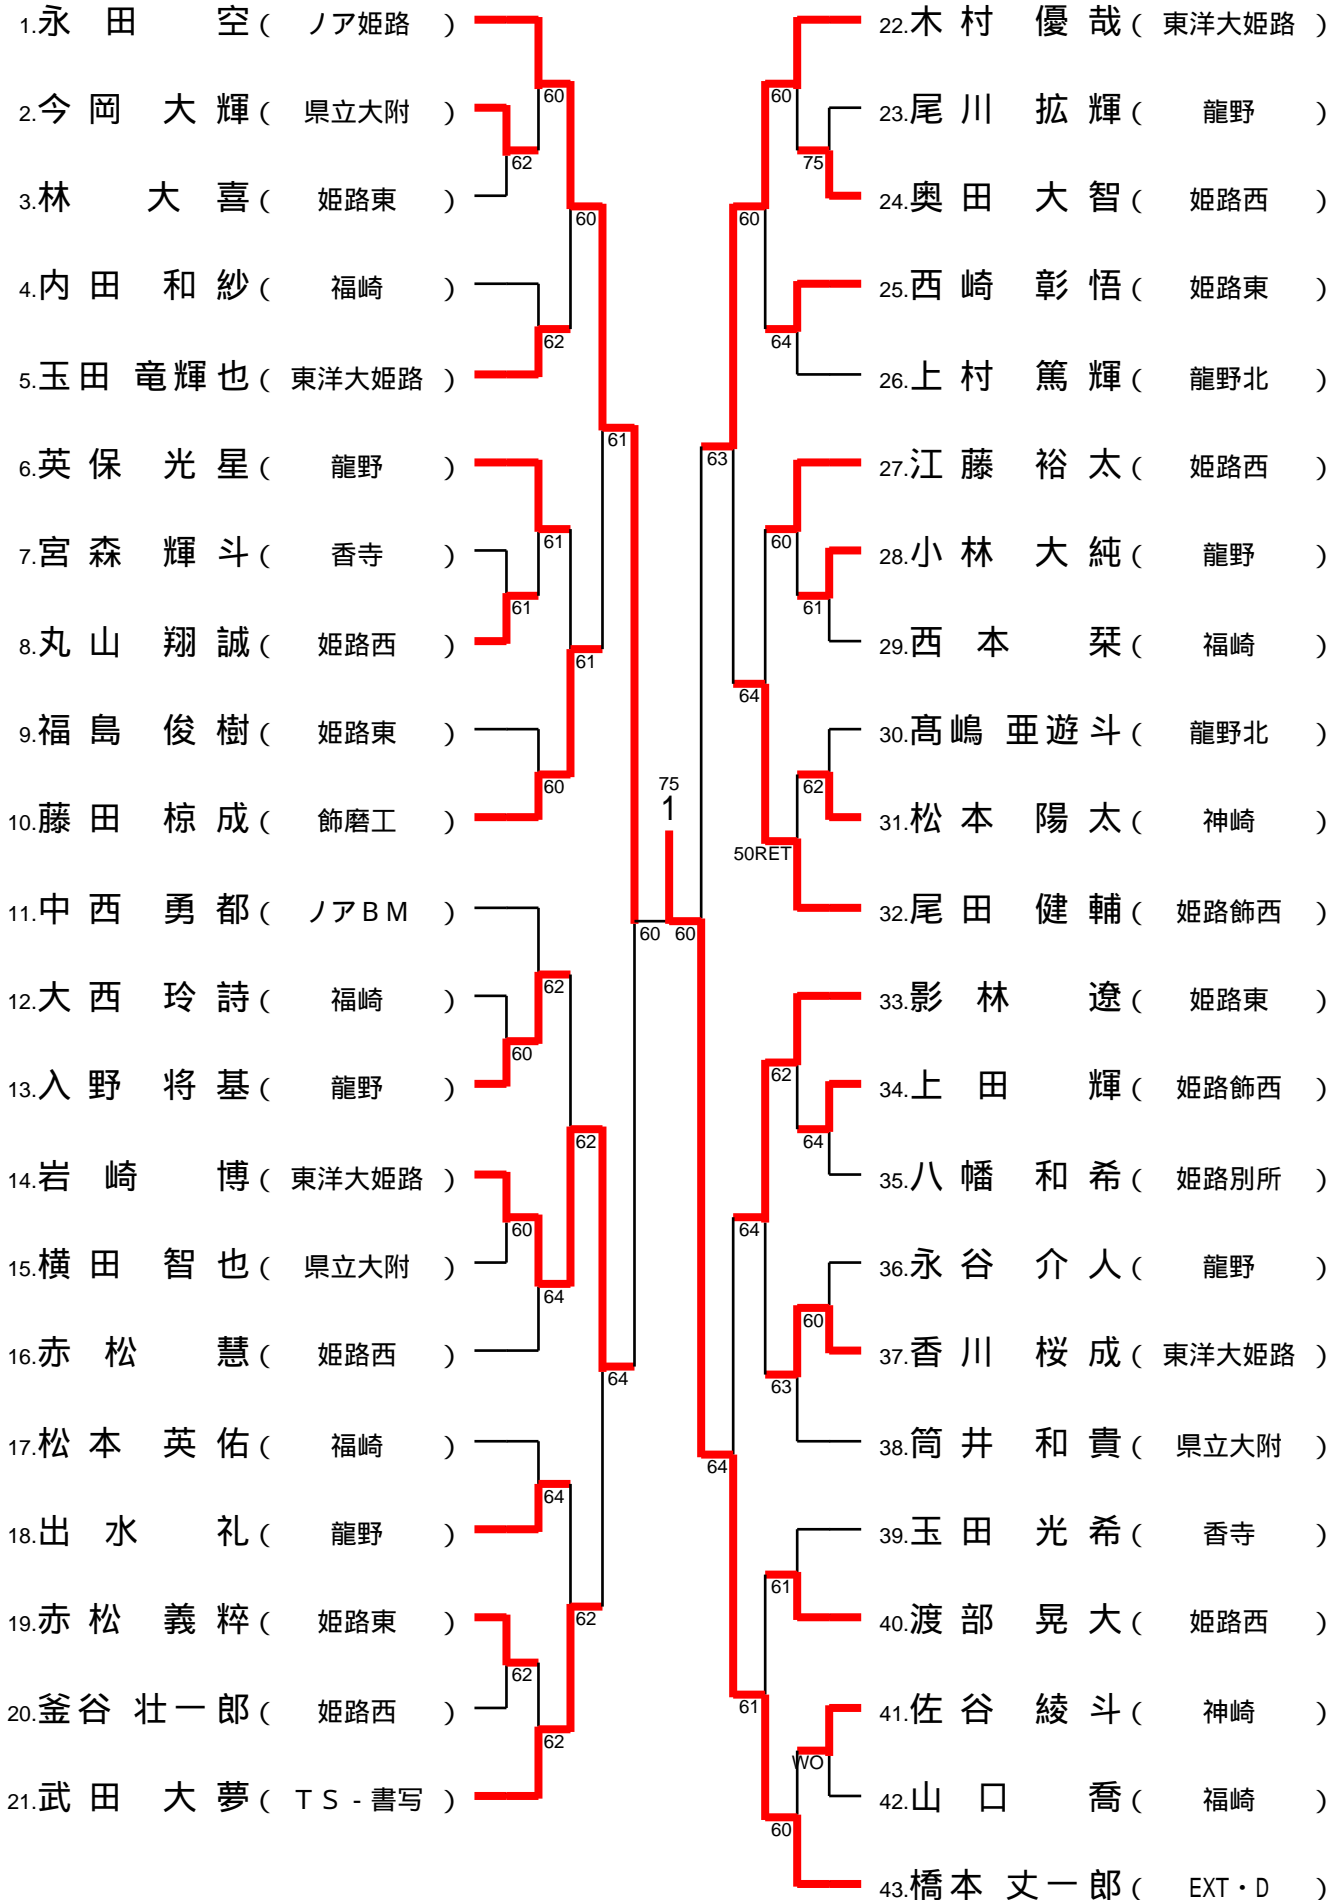 1.永田 空( ノア姫路 )
2.今岡 大輝( 県立大附 )
3.林 大喜( 姫路東 )
4.内田 和紗( 福崎 )
5.玉田 竜輝也( 東洋大姫路 )
6.英保 光星( 龍野 )
7.宮森 輝斗( 香寺 )
8.丸山 翔誠( 姫路西 )
9.福島 俊樹( 姫路東 )
10.藤田 椋成( 飾磨工 )
11.中西 勇都( ノアBM )
12.大西 玲詩( 福崎 )
13.入野 将基( 龍野 )
14.岩崎 博( 東洋大姫路 )
15.横田 智也( 県立大附 )
16.赤松 慧( 姫路西 )
17.松本 英佑( 福崎 )
18.出水 礼( 龍野 )
19.赤松 義粋( 姫路東 )
20.釜谷 壮一郎( 姫路西 )
21.武田 大夢( TS-書写 )
60
62
60
62
61
61
61
61
60
62
60
62
60
64
64
64
62
62
62
75
1
60 60
22.木村 優哉( 東洋大姫路 )
23.尾川 拡輝( 龍野 )
24.奥田 大智( 姫路西 )
25.西崎 彰悟( 姫路東 )
26.上村 篤輝( 龍野北 )
27.江藤 裕太( 姫路西 )
28.小林 大純( 龍野 )
29.西本 栞( 福崎 )
30.髙嶋 亜遊斗( 龍野北 )
31.松本 陽太( 神崎 )
32.尾田 健輔( 姫路飾西 )
33.影林 遼( 姫路東 )
34.上田 輝( 姫路飾西 )
35.八幡 和希( 姫路別所 )
36.永谷 介人( 龍野 )
37.香川 桜成( 東洋大姫路 )
38.筒井 和貴( 県立大附 )
39.玉田 光希( 香寺 )
40.渡部 晃大( 姫路西 )
41.佐谷 綾斗( 神崎 )
42.山口 喬( 福崎 )
43.橋本 丈一郎( EXT・D )
60
75
60
64
63
60
61
64
62
50RET
62
64
64
60
63
64
61
61
WO
60